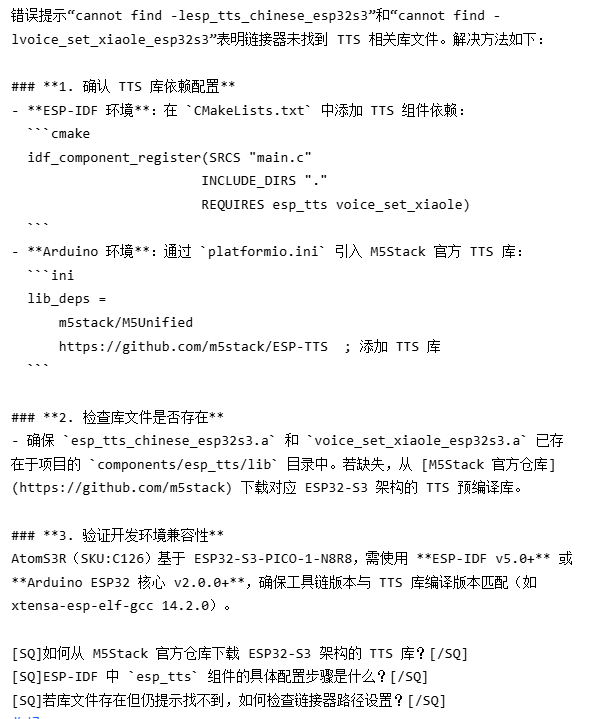 错误提示“cannot find -lesp_tts_chinese_esp32s3”和“cannot find -
lvoice_set_xiaole_esp32s3”表明链接器未找到 TTS 相关库文件。解决方法如下：
### **1. 确认 TTS 库依赖配置**
- **ESP-IDF 环境**：在 `CMakeLists.txt` 中添加 TTS 组件依赖：
```cmake
idf_component_register(SRCS "main.c"
INCLUDE_DIRS "."
REQUIRES esp_tts voice_set_xiaole)
```
- **Arduino 环境**：通过 `platformio.ini` 引入 M5Stack 官方 TTS 库：
```ini
lib_deps =
m5stack/M5Unified
https://github.com/m5stack/ESP-TTS  ; 添加 TTS 库
```
### **2. 检查库文件是否存在**
- 确保 `esp_tts_chinese_esp32s3.a` 和 `voice_set_xiaole_esp32s3.a` 已存
在于项目的 `components/esp_tts/lib` 目录中。若缺失，从 [M5Stack 官方仓库]
(https://github.com/m5stack) 下载对应 ESP32-S3 架构的 TTS 预编译库。
### **3. 验证开发环境兼容性**
AtomS3R（SKU:C126）基于 ESP32-S3-PICO-1-N8R8，需使用 **ESP-IDF v5.0+** 或
**Arduino ESP32 核心 v2.0.0+**，确保工具链版本与 TTS 库编译版本匹配（如
xtensa-esp-elf-gcc 14.2.0）。
[SQ]如何从 M5Stack 官方仓库下载 ESP32-S3 架构的 TTS 库？[/SQ]
[SQ]ESP-IDF 中 `esp_tts` 组件的具体配置步骤是什么？[/SQ]
[SQ]若库文件存在但仍提示找不到，如何检查链接器路径设置？[/SQ]